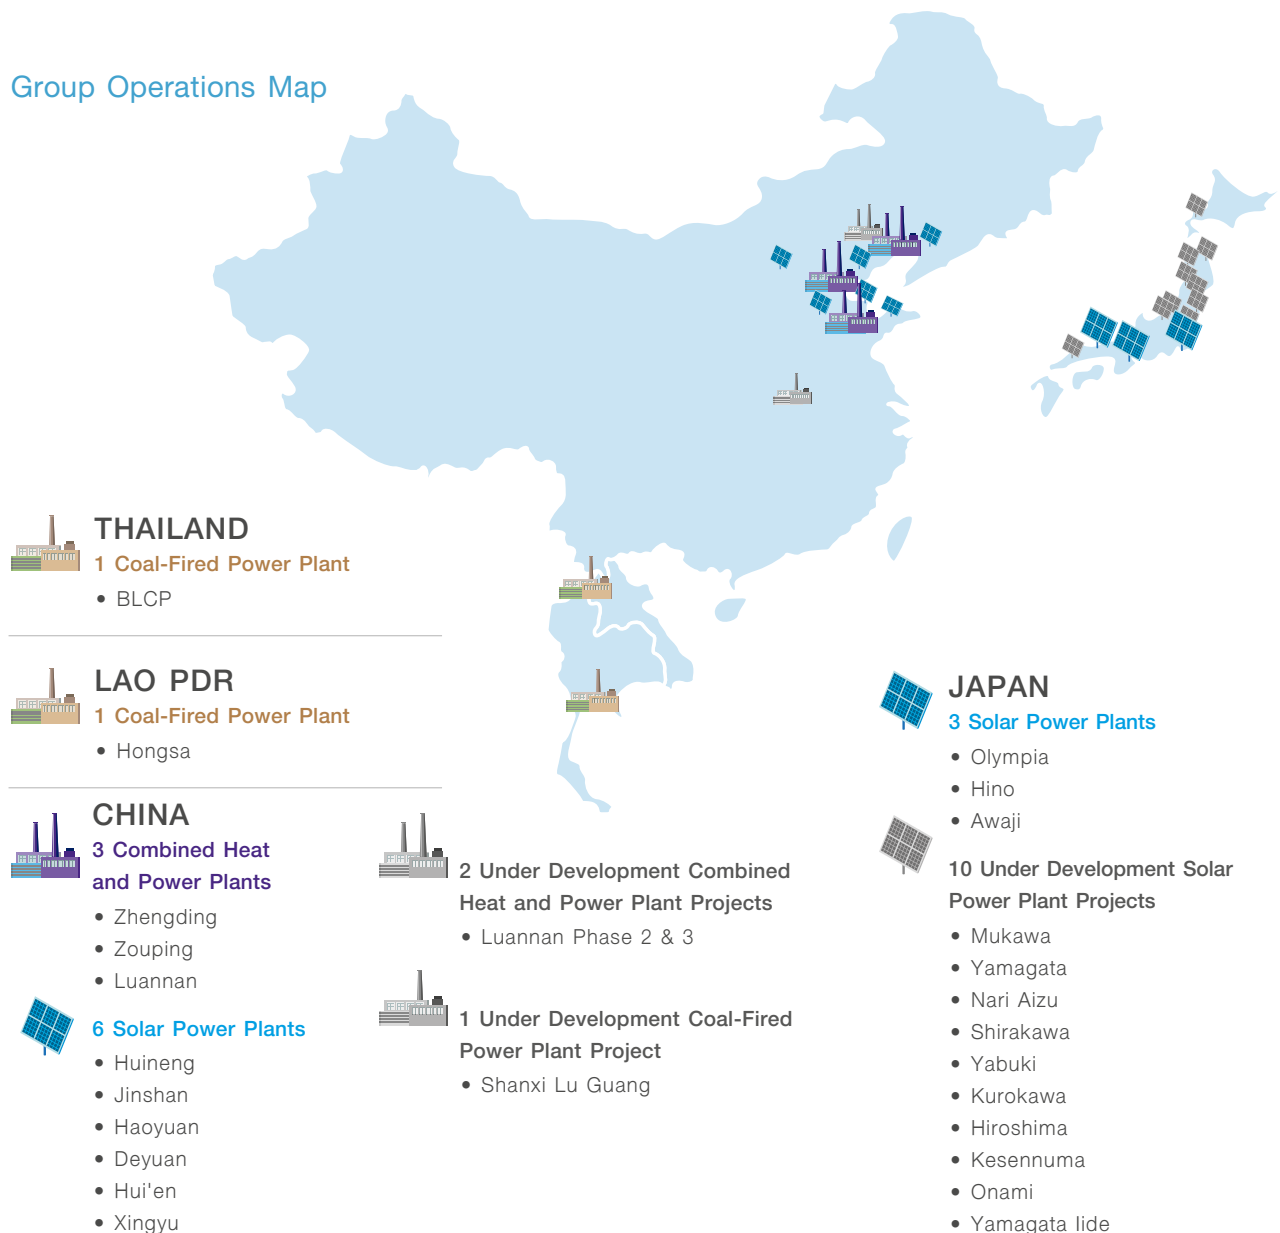 Group Operations Map
THAILAND
1 Coal-Fired Power Plant
• BLCP
LAO PDR
1 Coal-Fired Power Plant
• Hongsa
CHINA
3 Combined Heat
and Power Plants
• Zhengding
• Zouping
• Luannan
6 Solar Power Plants
• Huineng
• Jinshan
• Haoyuan
• Deyuan
• Hui'en
• Xingyu
2 Under Development Combined
Heat and Power Plant Projects
• Luannan Phase 2 & 3
1 Under Development Coal-Fired
Power Plant Project
• Shanxi Lu Guang
JAPAN
3 Solar Power Plants
• Olympia
• Hino
• Awaji
10 Under Development Solar
Power Plant Projects
• Mukawa
• Yamagata
• Nari Aizu
• Shirakawa
• Yabuki
• Kurokawa
• Hiroshima
• Kesennuma
• Onami
• Yamagata Iide